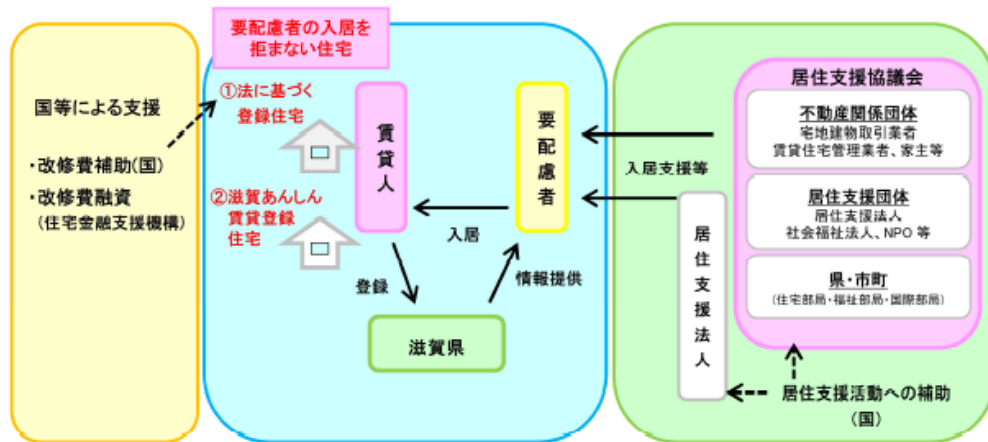 国等による支援
・改修費補助(国)
・改修費融資
(住宅金融支援機構)
要配慮者の入居を
拒まない住宅
①法に基づく
登録住宅
②滋賀あんしん
賃貸登録
住宅
賃貸人
要配慮者
入居
登録
情報提供
滋賀県
入居支援等
居住支援法人
居住支援協議会
不動産関係団体
宅地建物取引業者
賃貸住宅管理業者、家主等
居住支援団体
居住支援法人
社会福祉法人、NPO 等
県・市町
(住宅部局・福祉部局・国際部局)
居住支援活動への補助
(国)